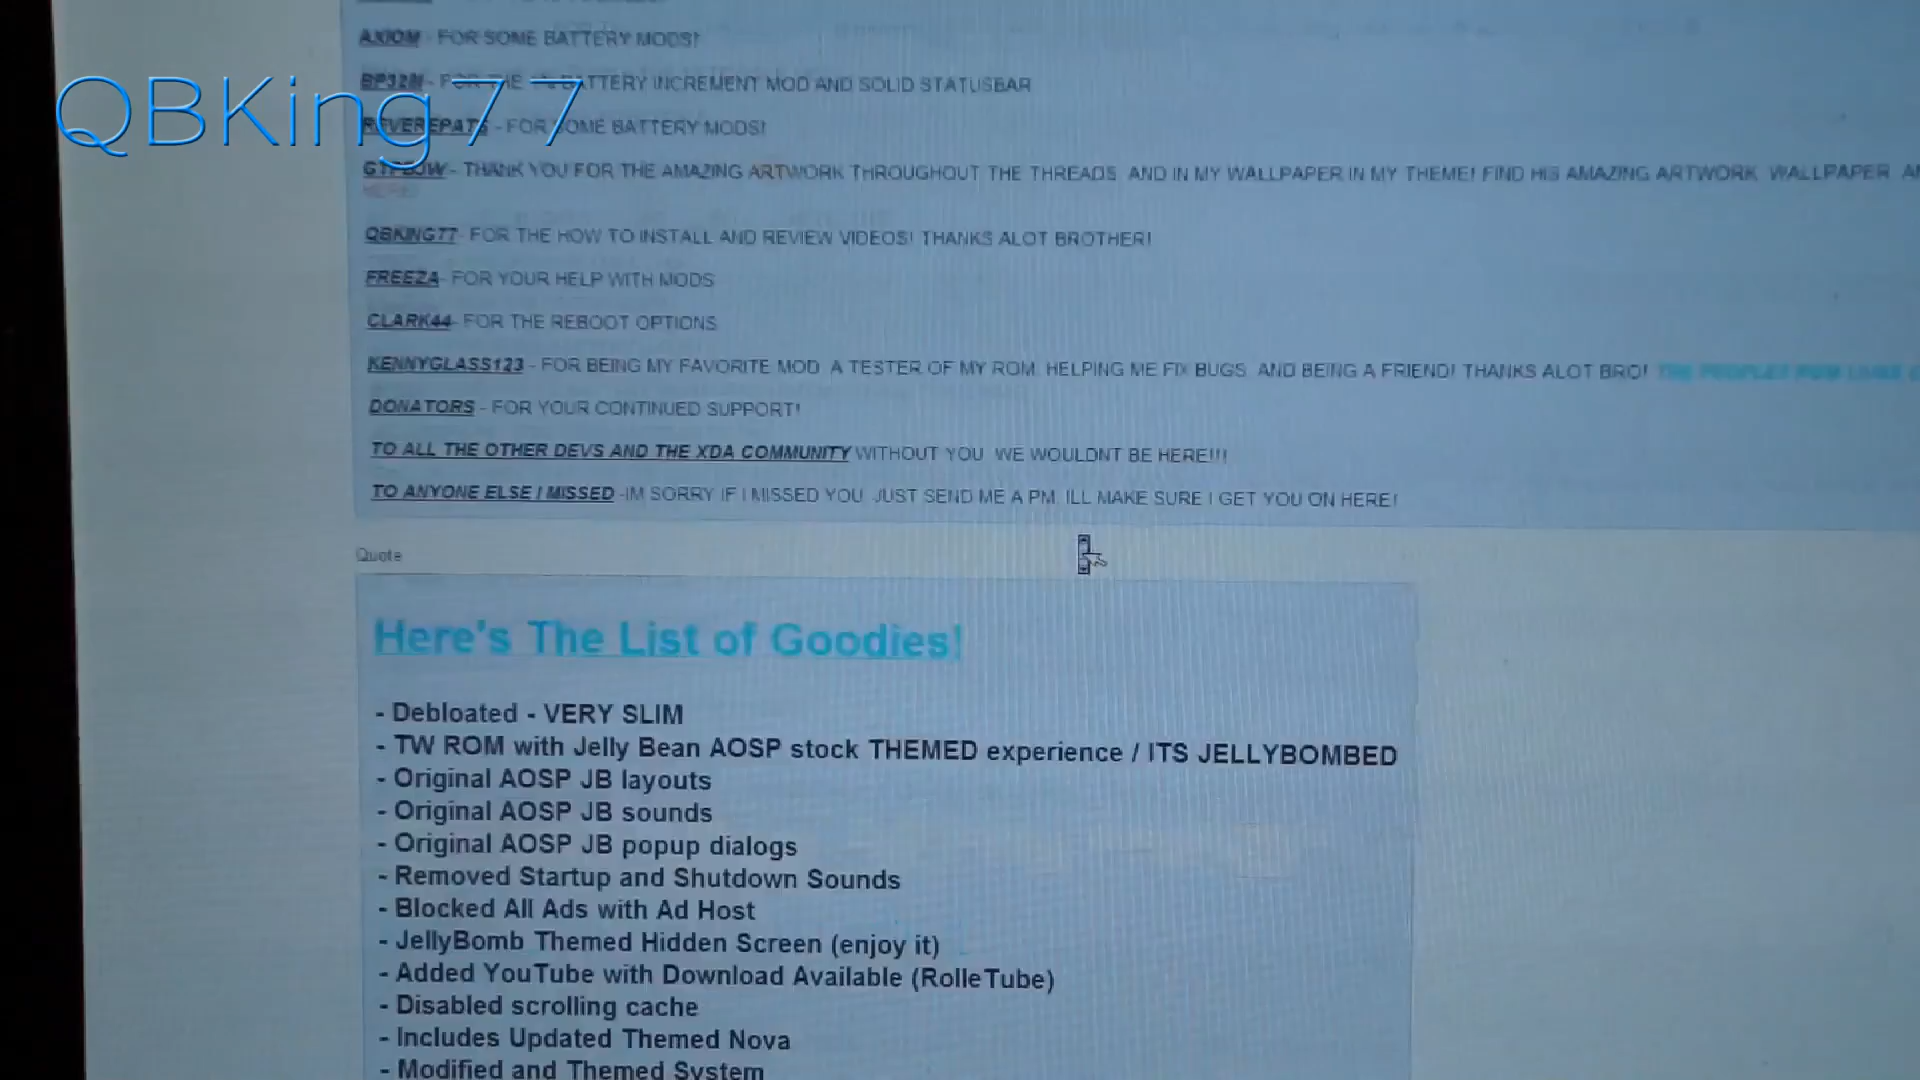 AXIOM - FOR SOME BATTERY MODS!
QBKing77
- FOR THE BATTERY INCREMENT MOD AND SOLID STATUSBAR
REVEREPATS - FOR SOME BATTERY MODS!
- THANK YOU FOR THE AMAZING ARTWORK THROUGHOUT THE THREADS, AND IN MY WALLPAPER IN MY THEME! FIND HIS AMAZING ARTWORK, WALLPAPER,
HERE!
QBKING77- FOR THE HOW TO INSTALL AND REVIEW VIDEOS! THANKS ALOT BROTHER!
FREEZA- FOR YOUR HELP WITH MODS
CLARK44- FOR THE REBOOT OPTIONS
KENNYGLASS123 - FOR BEING MY FAVORITE MOD, A TESTER OF MY ROM, HELPING ME FIX BUGS, AND BEING A FRIEND! THANKS ALOT BRO!
DONATORS - FOR YOUR CONTINUED SUPPORT!
TO ALL THE OTHER DEVS AND THE XDA COMMUNITY WITHOUT YOU, WE WOULDNT BE HERE!!!
TO ANYONE ELSE I MISSED -IM SORRY IF I MISSED YOU, JUST SEND ME A PM, ILL MAKE SURE I GET YOU ON HERE!
Quote
Here's The List of Goodies!
- Debloated - VERY SLIM
- TW ROM with Jelly Bean AOSP stock THEMED experience / ITS JELLYBOMBED
- Original AOSP JB layouts
- Original AOSP JB sounds
- Original AOSP JB popup dialogs
- Removed Startup and Shutdown Sounds
- Blocked All Ads with Ad Host
- JellyBomb Themed Hidden Screen (enjoy it)
- Added YouTube with Download Available (RolleTube)
- Disabled scrolling cache
- Includes Updated Themed Nova
- Modified and Themed System